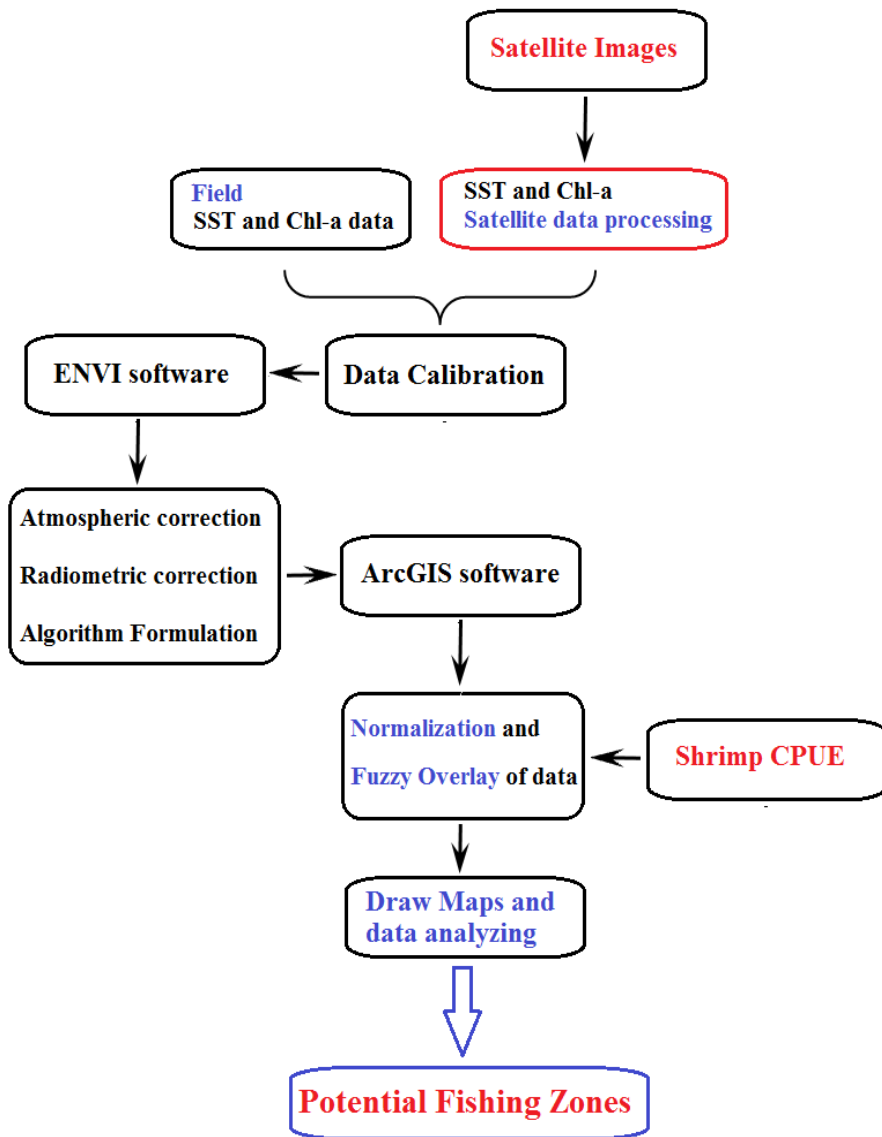 Satellite Images
Field
SST and Chl-a data
SST and Chl-a
Satellite data processing
ENVI software
Data Calibration
Atmospheric correction
Radiometric correction
Algorithm Formulation
ArcGIS software
Normalization and
Fuzzy Overlay of data
Shrimp CPUE
Draw Maps and
data analyzing
Potential Fishing Zones